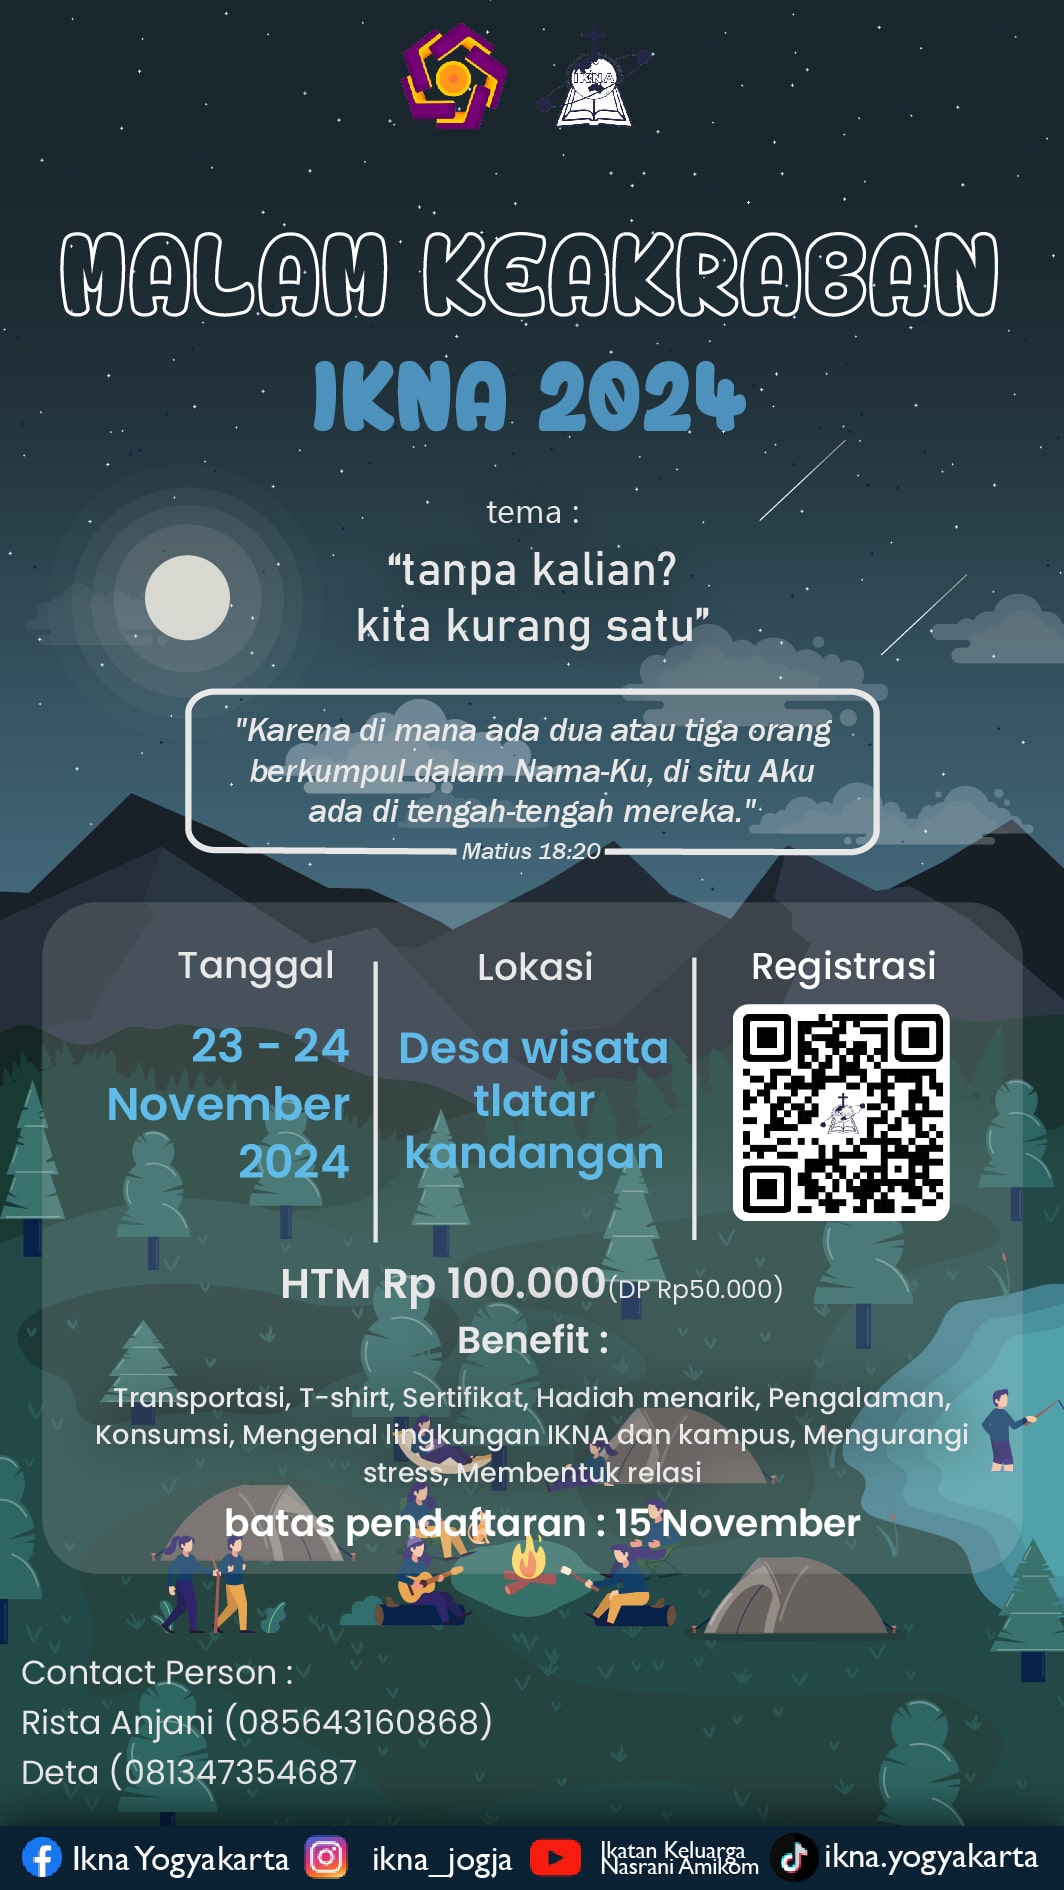 IKNA
MALAM KEAKRABAN
IKNA 2024
tema :
“tanpa kalian?
kita kurang satu”
"Karena di mana ada dua atau tiga orang
berkumpul dalam Nama-Ku, di situ Aku
ada di tengah-tengah mereka."
Matius 18:20
Tanggal
23 - 24
November
2024
Lokasi
Desa wisata
tlatar
kandangan
Registrasi
HTM Rp 100.000(DP Rp50.000)
Benefit :
Transportasi, T-shirt, Sertifikat, Hadiah menarik, Pengalaman,
Konsumsi, Mengenal lingkungan IKNA dan kampus, Mengurangi
stress, Membentuk relasi
batas pendaftaran : 15 November
Contact Person :
Rista Anjani (085643160868)
Deta (081347354687
Ikna Yogyakarta
ikna_jogja
Ikatan Keluarga
Nasrani Amikom
ikna.yogyakarta